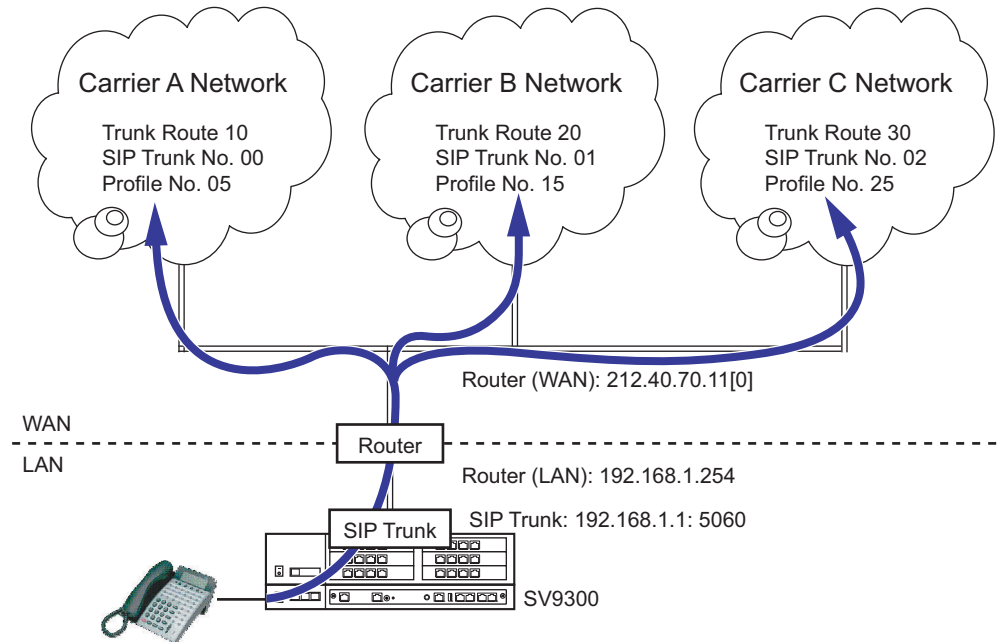 Carrier A Network
Trunk Route 10
SIP Trunk No. 00
Profile No. 05
Carrier B Network
Trunk Route 20
SIP Trunk No. 01
Profile No. 15
Carrier C Network
Trunk Route 30
SIP Trunk No. 02
Profile No. 25
Router (WAN): 212.40.70.11[0]
WAN
Router
LAN
Router (LAN): 192.168.1.254
SIP Trunk
SIP Trunk: 192.168.1.1: 5060
SV9300